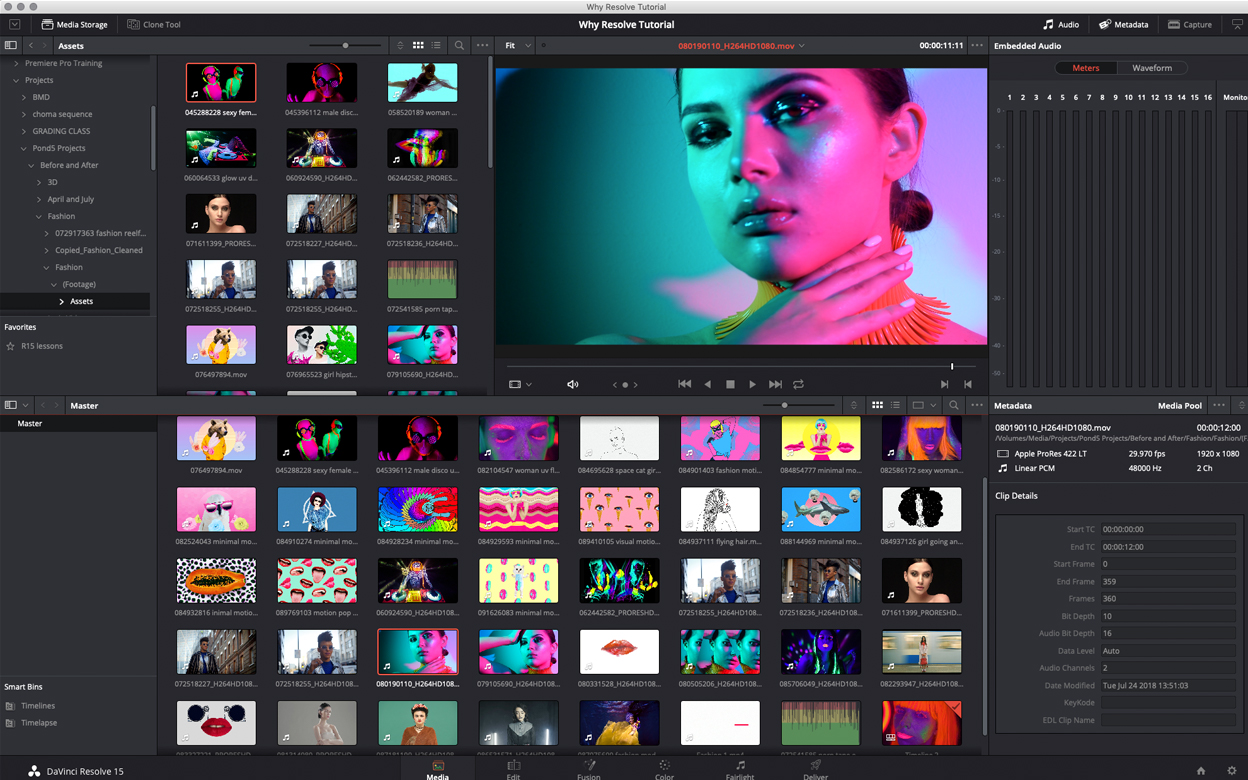 Why Resolve Tutorial
Media Storage
Clone Tool
Why Resolve Tutorial
Audio
Metadata
Capture
Assets
Fit
080190110_H264HD1080.mov
00:00:11:11
Embedded Audio
Premiere Pro Training
Projects
BMD
choma sequence
GRADING CLASS
Pond5 Projects
Before and After
3D
April and July
Fashion
072917363 fashion reelf...
Copied_Fashion_Cleaned
Fashion
(Footage)
Assets
Favorites
R15 lessons
045288228 sexy fem...
045396112 male disc...
058520189 woman ...
060064533 glow uv d...
060924590_H264HD...
062442582_PRORES...
071611399_PRORES...
072518227_H264HD...
072518236_H264HD...
072518255_H264HD...
072518255_H264HD...
072541585 porn tap...
076497894.mov
076965523 girl hipst...
079105690_H264HD...
Meters
Waveform
1 2 3 4 5 6 7 8 9 10 11 12 13 14 15 16 Monito
0
-5
-10
-15
-20
-25
-30
-40
-50
Master
Master
Smart Bins
Timelines
Timelapse
076497894.mov
045288228 sexy female ...
045396112 male disco u...
082104547 woman uv fl...
084695628 space cat gir...
084901403 fashion moti...
084854777 minimal mo...
082586172 sexy woman...
082524043 minimal mo...
084910274 minimal mo...
084928234 minimal mo...
084929593 minimal mo...
089410105 visual motio...
084937111 flying hair.m...
088144969 minimal mo...
084937126 girl going an...
084932816 inimal motio...
089769103 motion pop ...
060924590_H264HD108...
091626083 minimal mo...
062442582_PRORESHD...
072518255_H264HD108...
072518236_H264HD108...
071611399_PRORESHD...
072518227_H264HD108...
072518255_H264HD108...
080190110_H264HD108...
079105690_H264HD108...
080331528_H264HD108...
080505206_H264HD108...
085706049_H264HD108...
082293947_H264HD108...
Metadata
Media Pool
080190110_H264HD1080.mov
00:00:12:00
/Volumes/Media/Projects/Pond5 Projects/Before and After/Fashion/Fashion/(F
Apple ProRes 422 LT
29.970 fps
1920 x 1080
Linear PCM
48000 Hz
2 Ch
Clip Details
Start TC 00:00:00:00
End TC 00:00:12:00
Start Frame 0
End Frame 359
Frames 360
Bit Depth 10
Audio Bit Depth 16
Data Level Auto
Audio Channels 2
Date Modified Tue Jul 24 2018 13:51:03
KeyKode
EDL Clip Name
DaVinci Resolve 15
Media
Edit
Fusion
Color
Fairlight
Deliver